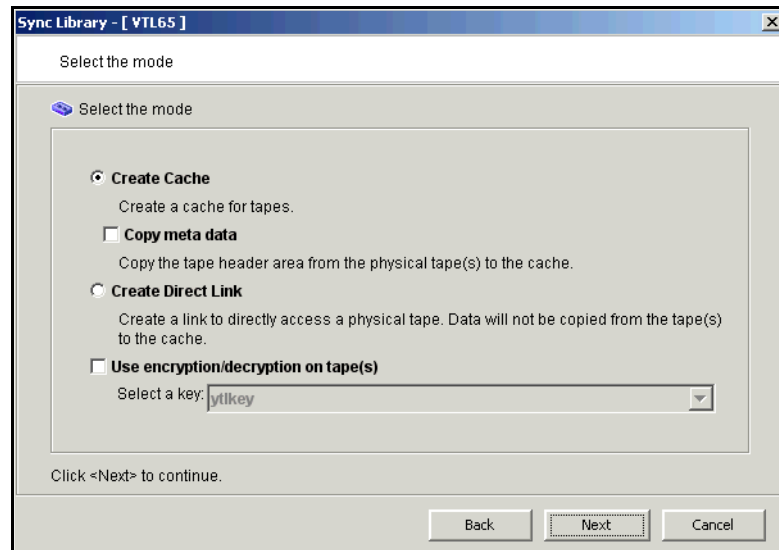 Sync Library - [ VTL65 ]
Select the mode
Select the mode
Create Cache
Create a cache for tapes.
Copy meta data
Copy the tape header area from the physical tape(s) to the cache.
Create Direct Link
Create a link to directly access a physical tape. Data will not be copied from the tape(s)
to the cache.
Use encryption/decryption on tape(s)
Select a key: ytlkey
Click <Next> to continue.
Back Next Cancel